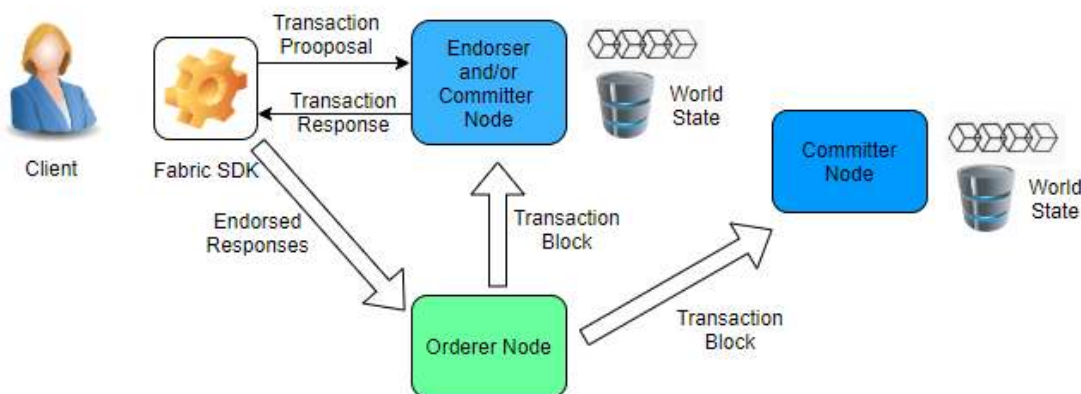 Transaction
Prooposal
Transaction
Response
Endorser
and/or
Committer
Node
World
State
Client
Fabric SDK
Committer
Node
World
State
Endorsed
Responses
Transaction
Block
Orderer Node
Transaction
Block